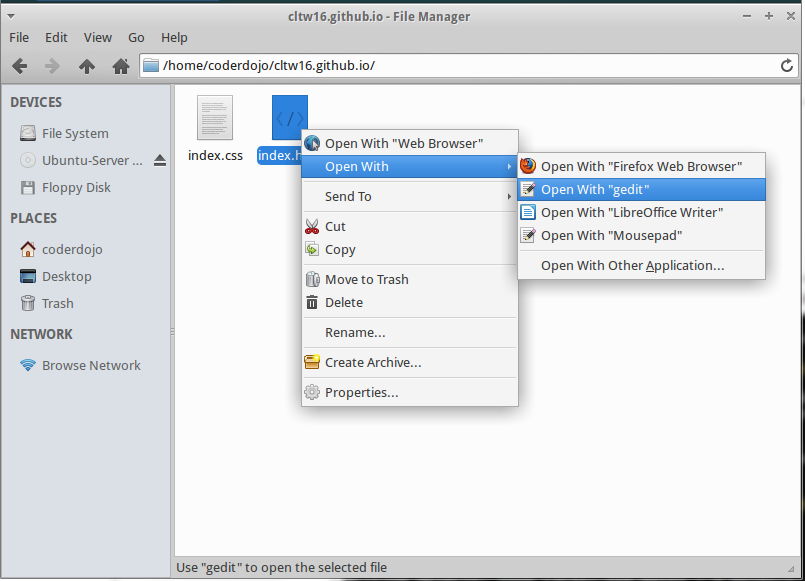 cltw16.github.io - File Manager
File Edit View Go Help
/home/coderdojo/cltw16.github.io/
DEVICES
File System
Ubuntu-Server ...
Floppy Disk
PLACES
coderdojo
Desktop
Trash
NETWORK
Browse Network
index.css
index.h
Open With "Web Browser"
Open With
Send To
Cut
Copy
Move to Trash
Delete
Rename...
Create Archive...
Properties...
Open With "Firefox Web Browser"
Open With "gedit"
Open With "LibreOffice Writer"
Open With "Mousepad"
Open With Other Application...
Use "gedit" to open the selected file